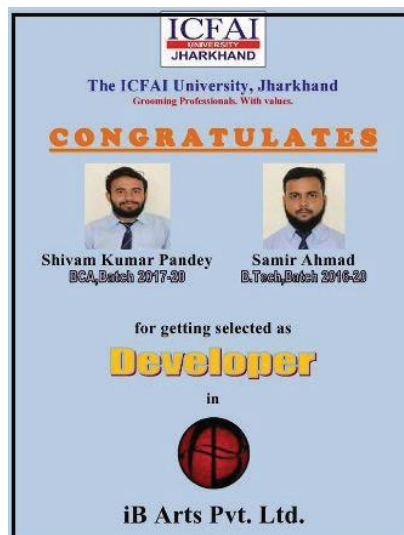 ICFAI
UNIVERSITY
JHARKHAND
The ICFAI University, Jharkhand
Grooming Professionals. With values.
CONGRATULATES
Shivam Kumar Pandey Samir Ahmad
BCA,Batch 2017-20 B.Tech,Batch 2016-20
for getting selected as
Developer
in
iB Arts Pvt. Ltd.